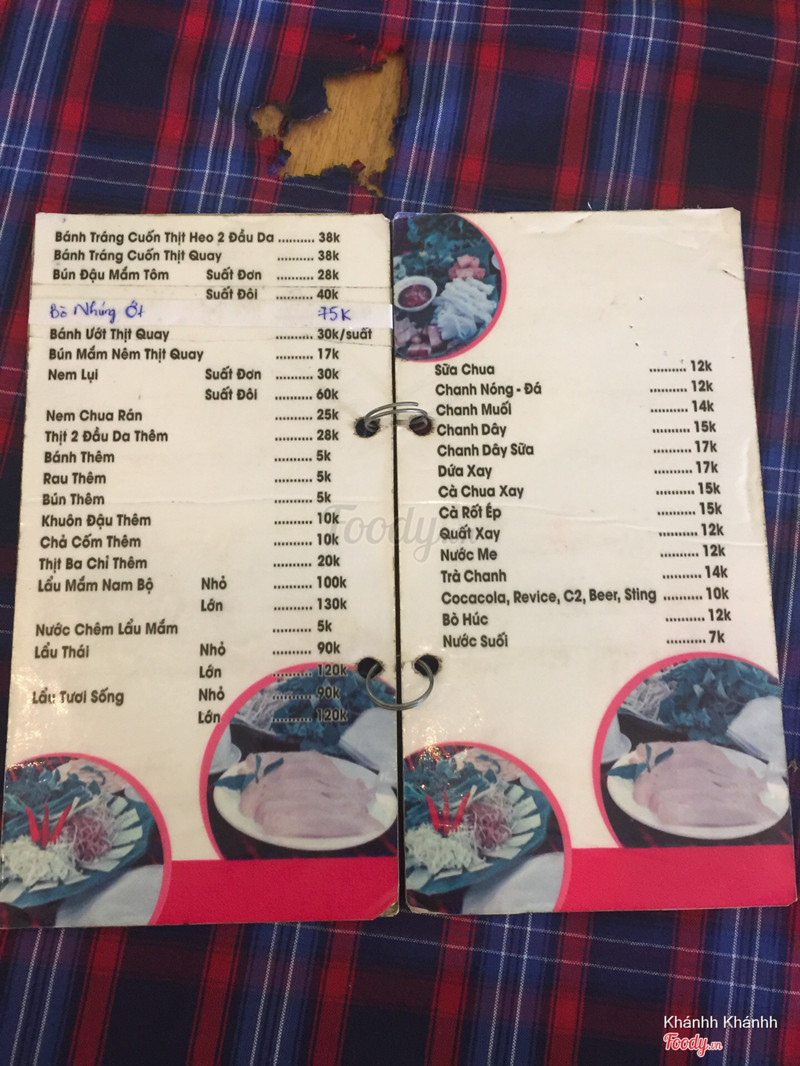 Bánh Tráng Cuốn Thịt Heo 2 Đầu Da .......... 38k
Bánh Tráng Cuốn Thịt Quay .......... 38k
Bún Đậu Mắm Tôm Suất Đơn .......... 28k
Suất Đôi .......... 40k
Bò Nhúng Ớt 75K
Bánh Ướt Thịt Quay .......... 30k/suất
Bún Mắm Nêm Thịt Quay .......... 17k
Nem Lụi Suất Đơn .......... 30k
Suất Đôi .......... 60k
Nem Chua Rán .......... 25k
Thịt 2 Đầu Da Thêm .......... 28k
Bánh Thêm .......... 5k
Rau Thêm .......... 5k
Bún Thêm .......... 5k
Khuôn Đậu Thêm .......... 10k
Chả Cốm Thêm .......... 10k
Thịt Ba Chỉ Thêm .......... 20k
Lẩu Mắm Nam Bộ Nhỏ .......... 100k
Lớn .......... 130k
Nước Chêm Lẩu Mắm .......... 5k
Lẩu Thái Nhỏ .......... 90k
Lớn .......... 120k
Lẩu Tươi Sống Nhỏ .......... 90k
Lớn .......... 120k
Sữa Chua .......... 12k
Chanh Nóng - Đá .......... 12k
Chanh Muối .......... 14k
Chanh Dây .......... 15k
Chanh Dây Sữa .......... 17k
Dứa Xay .......... 17k
Cà Chua Xay .......... 15k
Cà Rốt Ép .......... 15k
Quất Xay .......... 12k
Nước Me .......... 12k
Trà Chanh .......... 14k
Cocacola, Revice, C2, Beer, Sting .......... 10k
Bò Húc .......... 12k
Nước Suối .......... 7k
Foody.vn
Khánhh Khánhh
Foody.vn